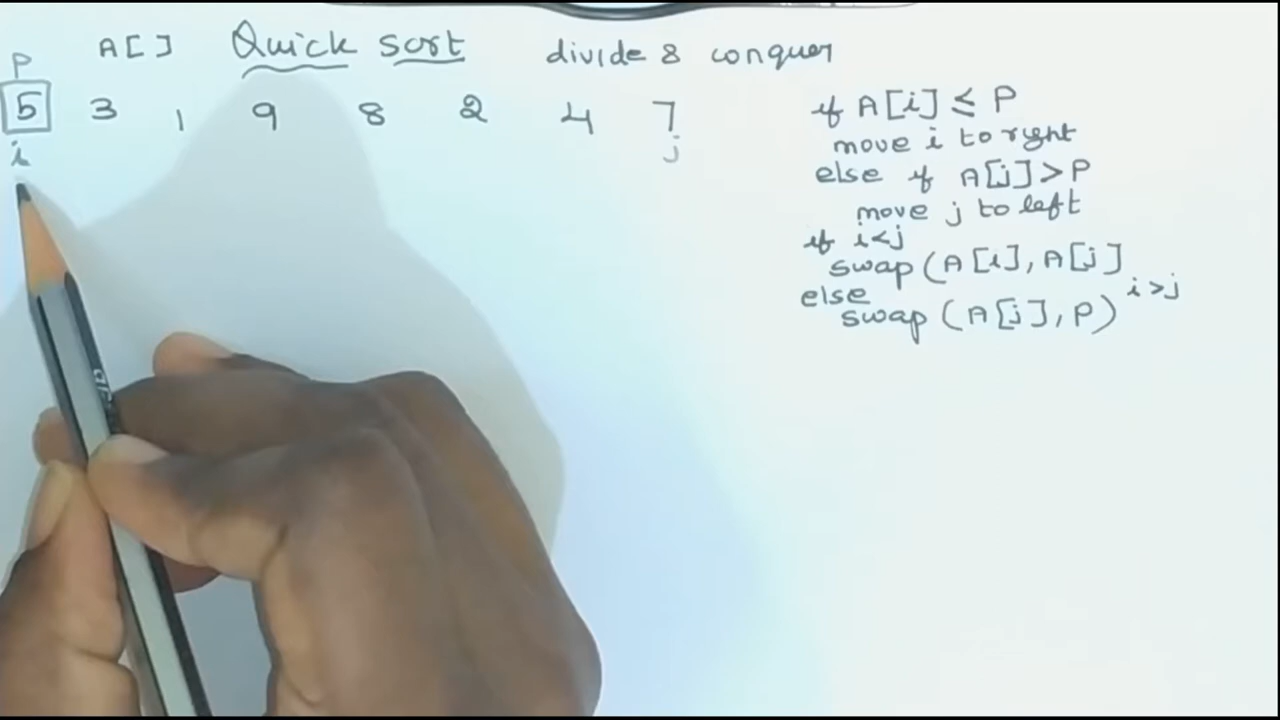 A[ ] Quick sort divide & conquer
P
5 3 1 9 8 2 4 7
i j
if A[i] ≤ P
move i to right
else if A[j] > P
move j to left
if i<j
swap (A[i], A[j]
else i>j
swap (A[j], P)